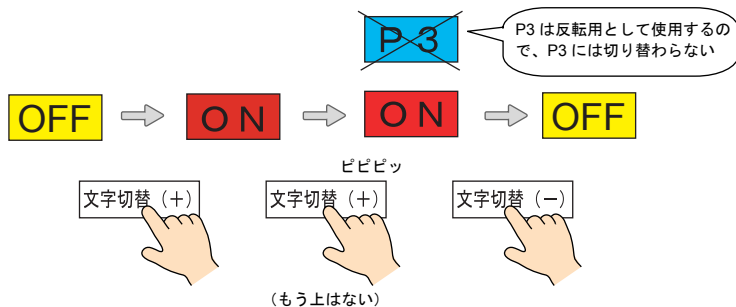 P3
P3 は反転用として使用するの
で、P3 には切り替わらない
OFF
ON
ON
OFF
ピピピッ
文字切替（＋）
文字切替（＋）
文字切替（－）
（もう上はない）